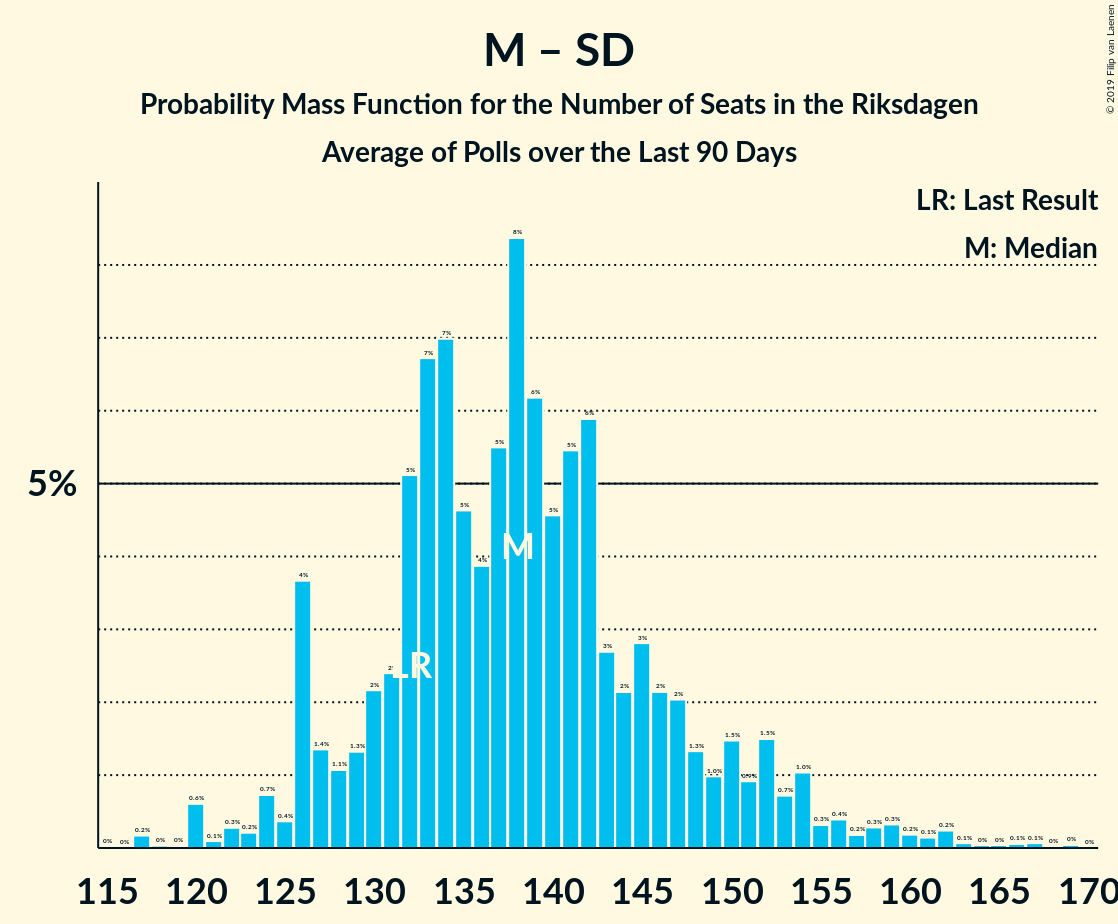 M – SD
Probability Mass Function for the Number of Seats in the Riksdagen
Average of Polls over the Last 90 Days
© 2019 Filip van Laenen
LR: Last Result
M: Median
5%
0% 0% 0.2% 0% 0% 0.6% 0.1% 0.3% 0.2% 0.7% 0.4% 4% 1.4% 1.1% 1.3% 2% 5% 7% 7% 5% 4% 5% 8% 6% 5% 5% 6% 3% 2% 3% 2% 2% 1.3% 1.0% 1.5% 0.9% 1.5% 0.7% 1.0% 0.3% 0.4% 0.2% 0.3% 0.3% 0.2% 0.1% 0.2% 0.1% 0% 0% 0.1% 0.1% 0% 0% 0%
M
LR
115 120 125 130 135 140 145 150 155 160 165 170